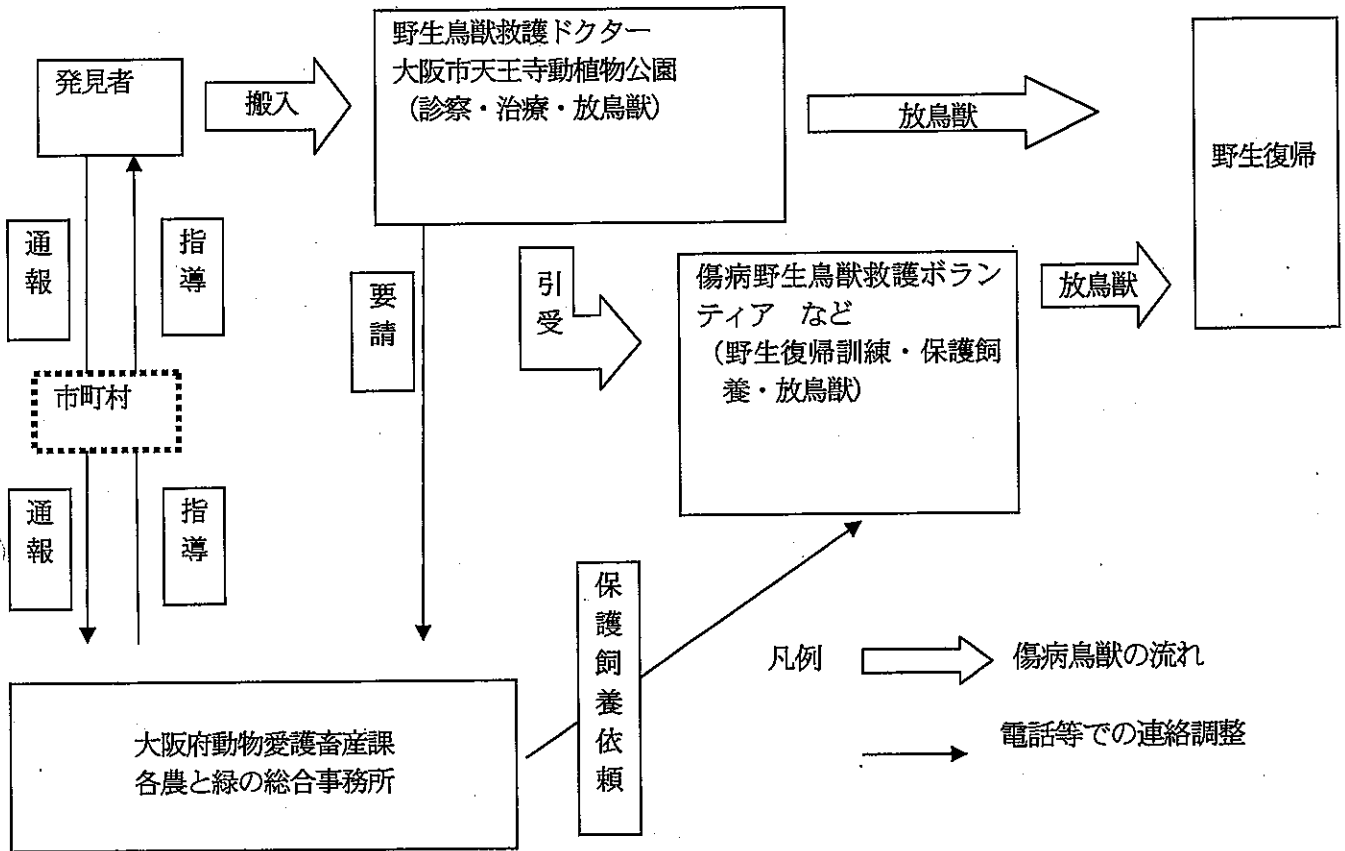 発見者
搬入
野生鳥獣救護ドクター
大阪市天王寺動植物公園
（診察・治療・放鳥獣）
放鳥獣
野生復帰
通報
指導
要請
引受
傷病野生鳥獣救護ボラン
ティア　など
（野生復帰訓練・保護飼
養・放鳥獣）
放鳥獣
市町村
通報
指導
保護飼養依頼
凡例
傷病鳥獣の流れ
電話等での連絡調整
大阪府動物愛護畜産課
各農と緑の総合事務所